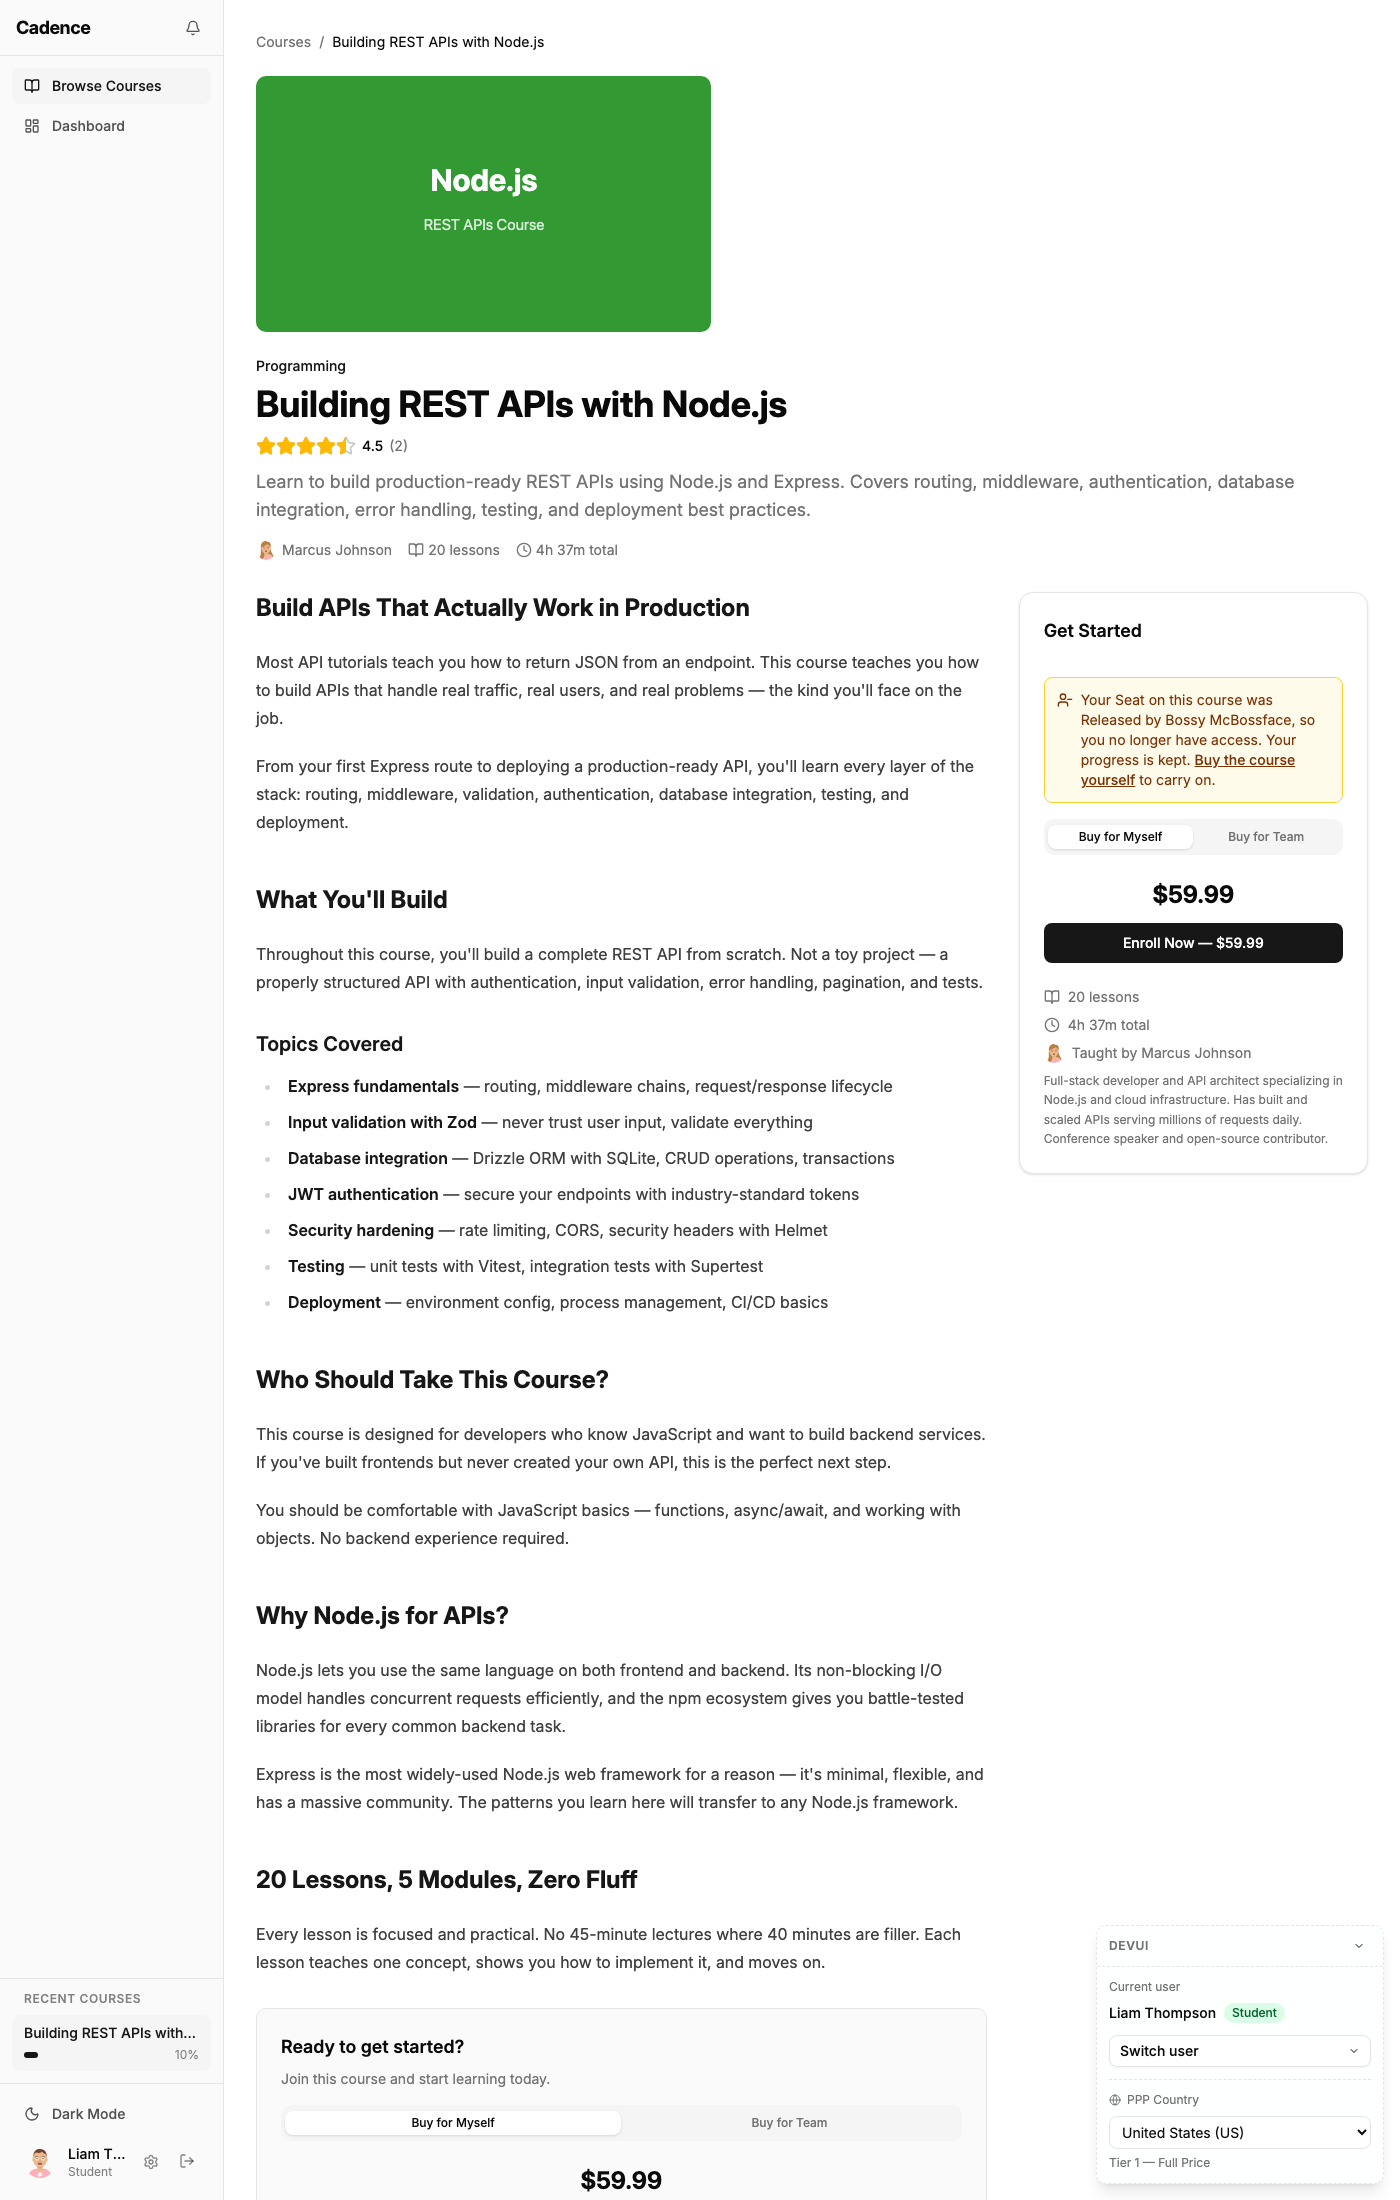 Cadence
Browse Courses
Dashboard
Courses / Building REST APIs with Node.js
Node.js
REST APIs Course
Programming
Building REST APIs with Node.js
4.5 (2)
Learn to build production-ready REST APIs using Node.js and Express. Covers routing, middleware, authentication, database
integration, error handling, testing, and deployment best practices.
Marcus Johnson 20 lessons 4h 37m total
Build APIs That Actually Work in Production
Most API tutorials teach you how to return JSON from an endpoint. This course teaches you how
to build APIs that handle real traffic, real users, and real problems — the kind you'll face on the
job.
From your first Express route to deploying a production-ready API, you'll learn every layer of the
stack: routing, middleware, validation, authentication, database integration, testing, and
deployment.
What You'll Build
Throughout this course, you'll build a complete REST API from scratch. Not a toy project — a
properly structured API with authentication, input validation, error handling, pagination, and tests.
Topics Covered
Express fundamentals — routing, middleware chains, request/response lifecycle
Input validation with Zod — never trust user input, validate everything
Database integration — Drizzle ORM with SQLite, CRUD operations, transactions
JWT authentication — secure your endpoints with industry-standard tokens
Security hardening — rate limiting, CORS, security headers with Helmet
Testing — unit tests with Vitest, integration tests with Supertest
Deployment — environment config, process management, CI/CD basics
Who Should Take This Course?
This course is designed for developers who know JavaScript and want to build backend services.
If you've built frontends but never created your own API, this is the perfect next step.
You should be comfortable with JavaScript basics — functions, async/await, and working with
objects. No backend experience required.
Why Node.js for APIs?
Node.js lets you use the same language on both frontend and backend. Its non-blocking I/O
model handles concurrent requests efficiently, and the npm ecosystem gives you battle-tested
libraries for every common backend task.
Express is the most widely-used Node.js web framework for a reason — it's minimal, flexible, and
has a massive community. The patterns you learn here will transfer to any Node.js framework.
20 Lessons, 5 Modules, Zero Fluff
Every lesson is focused and practical. No 45-minute lectures where 40 minutes are filler. Each
lesson teaches one concept, shows you how to implement it, and moves on.
Ready to get started?
Join this course and start learning today.
Buy for Myself Buy for Team
$59.99
Get Started
Your Seat on this course was
Released by Bossy McBossface, so
you no longer have access. Your
progress is kept. Buy the course
yourself to carry on.
Buy for Myself Buy for Team
$59.99
Enroll Now — $59.99
20 lessons
4h 37m total
Taught by Marcus Johnson
Full-stack developer and API architect specializing in
Node.js and cloud infrastructure. Has built and
scaled APIs serving millions of requests daily.
Conference speaker and open-source contributor.
RECENT COURSES
Building REST APIs with...
10%
Dark Mode
Liam T...
Student
DEVUI
Current user
Liam Thompson Student
Switch user
PPP Country
United States (US)
Tier 1 — Full Price